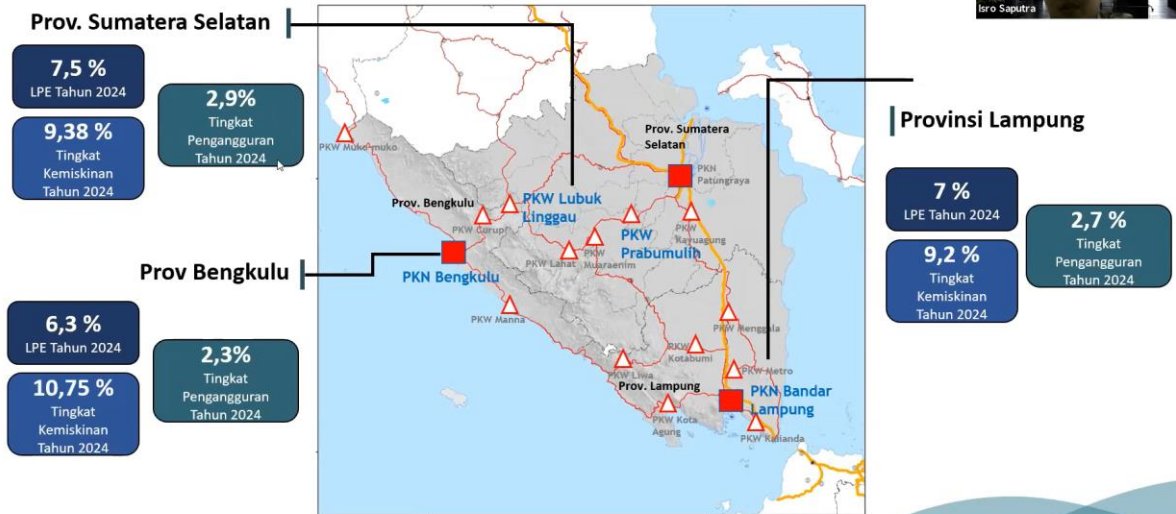 Isro Saputra
Prov. Sumatera Selatan
7,5 %
LPE Tahun 2024
9,38 %
Tingkat
Kemiskinan
Tahun 2024
2,9%
Tingkat
Pengangguran
Tahun 2024
Prov Bengkulu
6,3 %
LPE Tahun 2024
10,75 %
Tingkat
Kemiskinan
Tahun 2024
2,3%
Tingkat
Pengangguran
Tahun 2024
PKW Muko-muko
Prov. Sumatera
Selatan
PKN
Patungraya
Prov. Bengkulu
PKW Lubuk
Linggau
PKW Curup
PKW
Prabumulih
PKW
Kayuagung
PKW Lahat
PKW
Muaraenim
PKN Bengkulu
PKW Manna
PKW Menggala
PKW
Kotabumi
PKW Liwa
PKW Metro
Prov. Lampung
PKN Bandar
Lampung
PKW Kota
Agung
PKW Kalianda
Provinsi Lampung
7 %
LPE Tahun 2024
9,2 %
Tingkat
Kemiskinan
Tahun 2024
2,7 %
Tingkat
Pengangguran
Tahun 2024